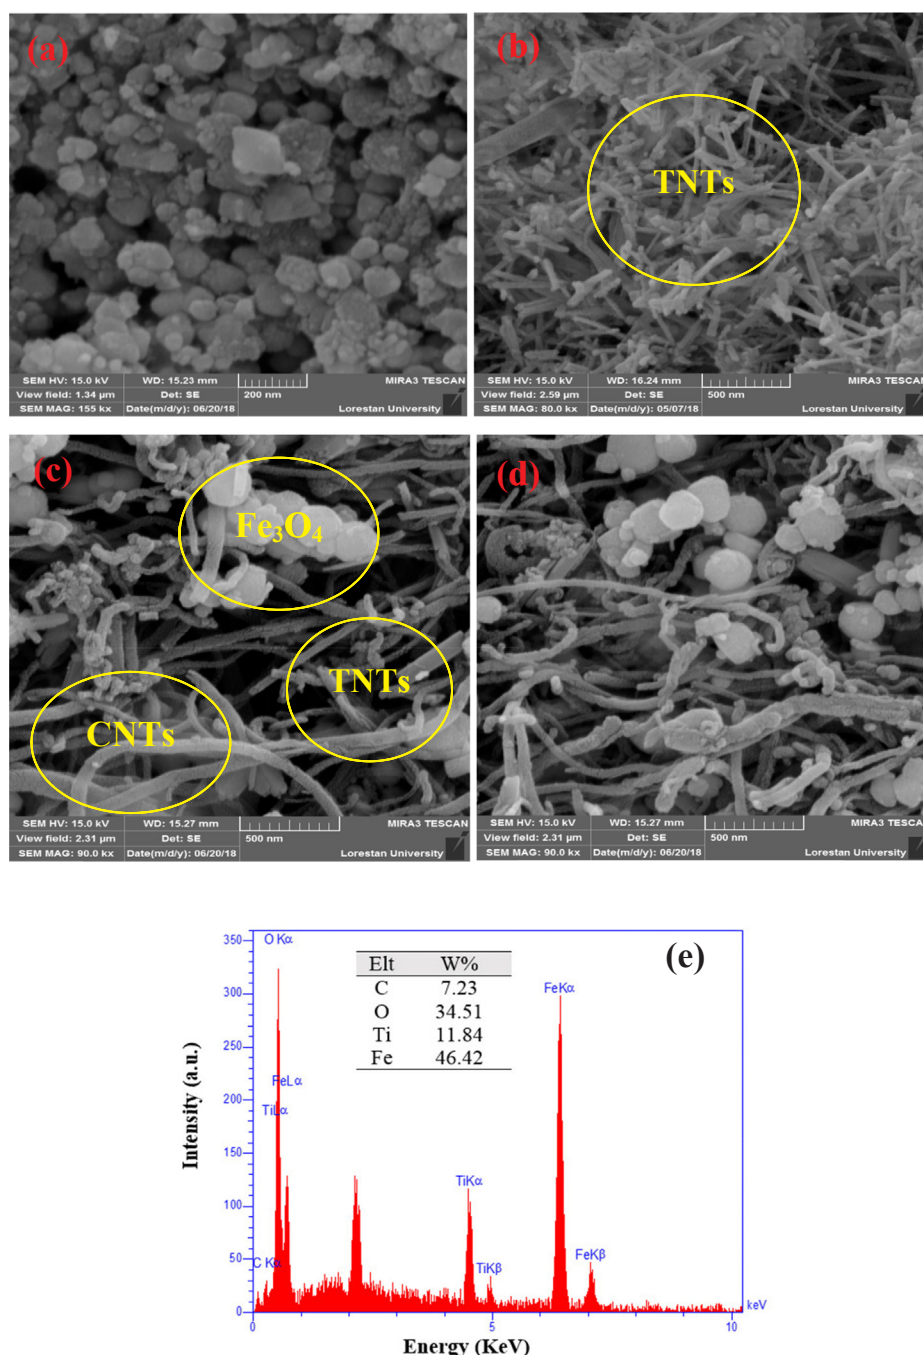 (a)
SEM HV: 15.0 kV WD: 15.23 mm MIRA3 TESCAN
View field: 1.34 µm Det: SE 200 nm
SEM MAG: 155 kx Date(m/d/y): 06/20/18 Lorestan University
(b)
TNTs
SEM HV: 15.0 kV WD: 16.24 mm MIRA3 TESCAN
View field: 2.59 µm Det: SE 500 nm
SEM MAG: 80.0 kx Date(m/d/y): 05/07/18 Lorestan University
(c)
Fe₃O₄
TNTs
CNTs
SEM HV: 15.0 kV WD: 15.27 mm MIRA3 TESCAN
View field: 2.31 µm Det: SE 500 nm
SEM MAG: 90.0 kx Date(m/d/y): 06/20/18 Lorestan University
(d)
SEM HV: 15.0 kV WD: 15.27 mm MIRA3 TESCAN
View field: 2.31 µm Det: SE 500 nm
SEM MAG: 90.0 kx Date(m/d/y): 06/20/18 Lorestan University
(e)
Elt W%
C 7.23
O 34.51
Ti 11.84
Fe 46.42
350
300
250
200
150
100
50
0
Intensity (a.u.)
O Kα
FeLα
TiLα
C Kα
TiKα
TiKβ
FeKα
FeKβ
keV
0 5 10
Energy (KeV)